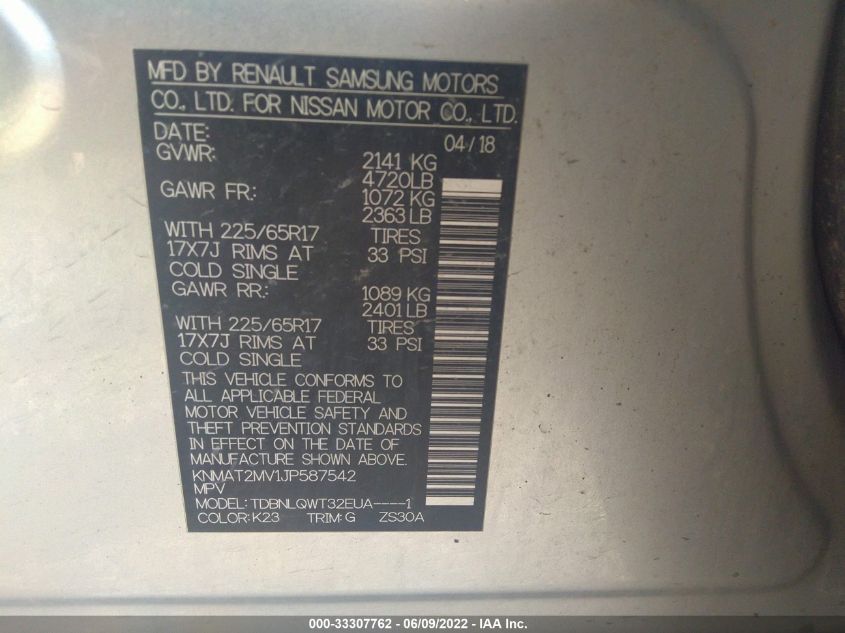 MFD BY RENAULT SAMSUNG MOTORS
CO., LTD. FOR NISSAN MOTOR CO., LTD.
DATE: 04/18
GVWR: 2141 KG
4720LB
GAWR FR.: 1072 KG
2363LB
WITH 225/65R17 TIRES
17X7J RIMS AT 33 PSI
COLD SINGLE
GAWR RR.: 1089 KG
2401LB
WITH 225/65R17 TIRES
17X7J RIMS AT 33 PSI
COLD SINGLE
THIS VEHICLE CONFORMS TO
ALL APPLICABLE FEDERAL
MOTOR VEHICLE SAFETY AND
THEFT PREVENTION STANDARDS
IN EFFECT ON THE DATE OF
MANUFACTURE SHOWN ABOVE.
KNMAT2MV1JP587542
MPV
MODEL: TDBNLQWT32EUA----1
COLOR: K23 TRIM: G ZS30A
000-33307762 - 06/09/2022 - IAA Inc.